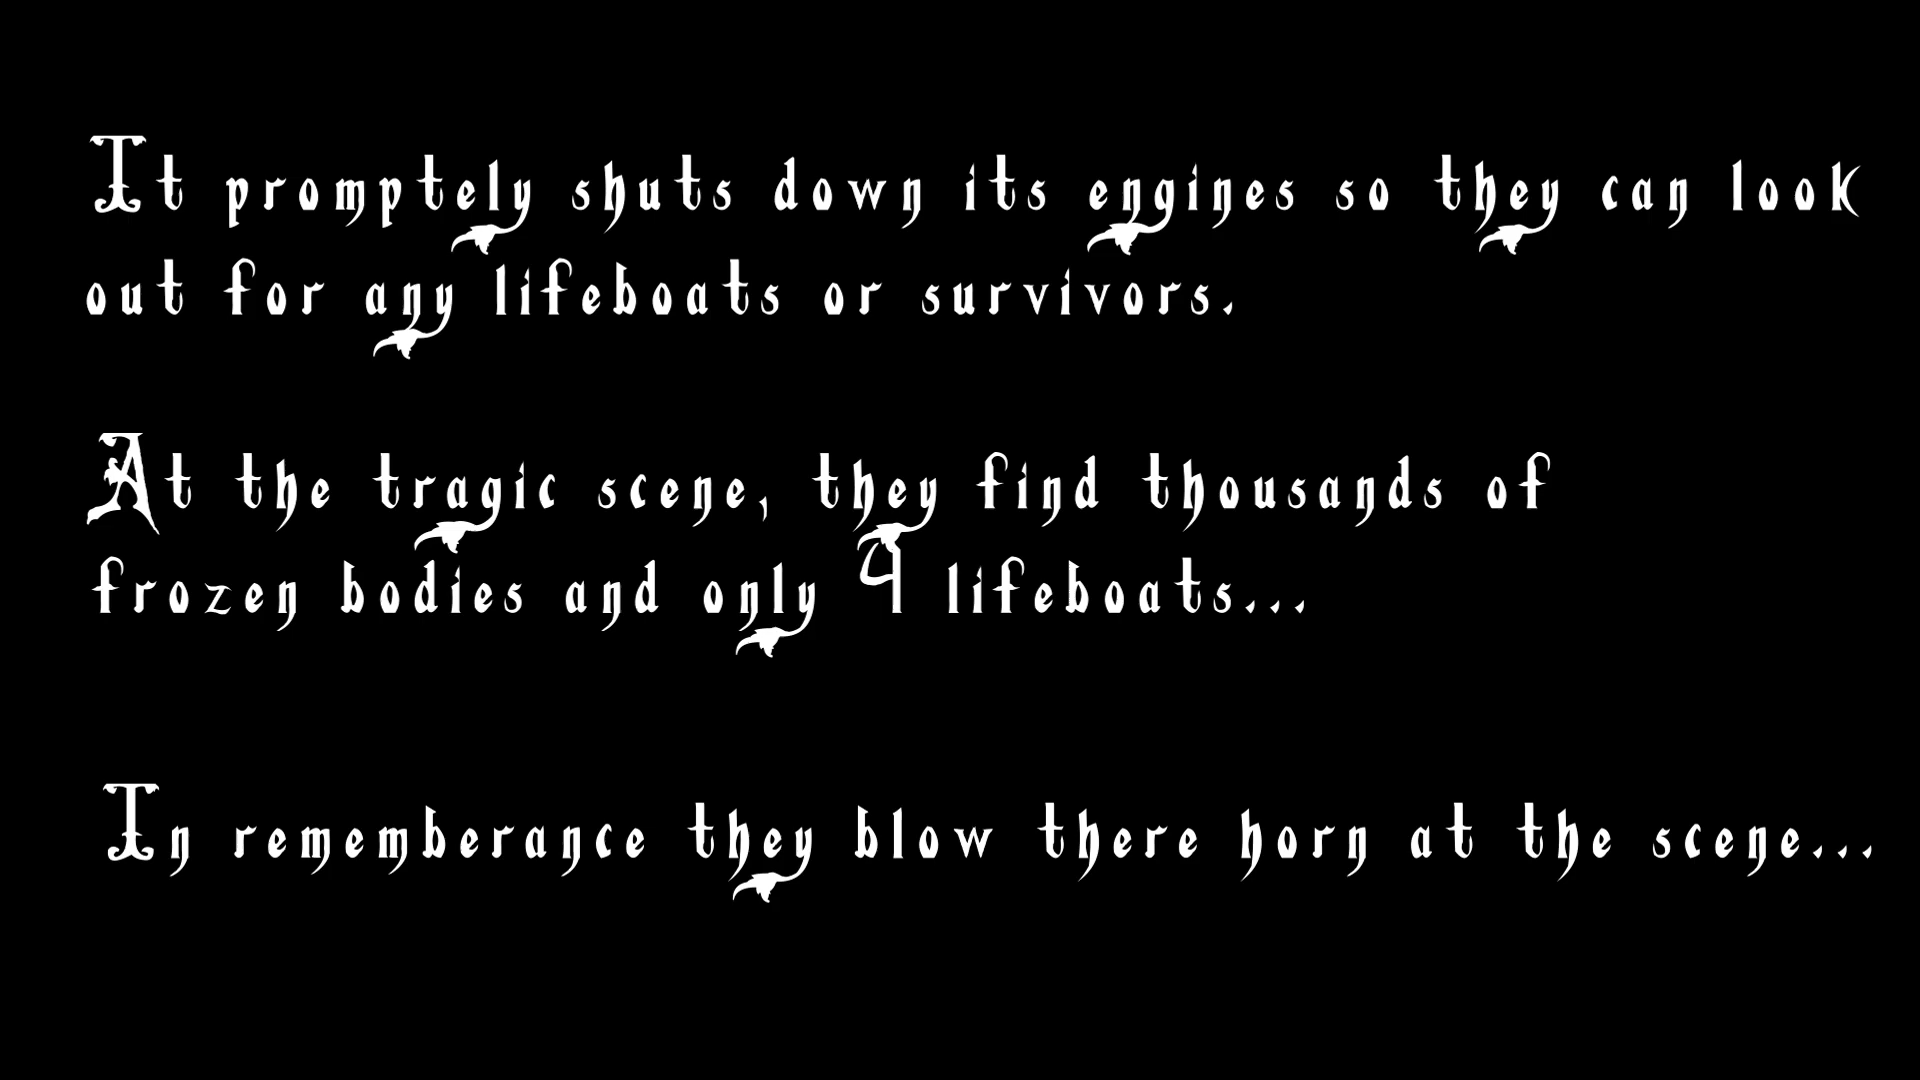 It promptely shuts down its engines so they can look
out for any lifeboats or survivors.
At the tragic scene, they find thousands of
frozen bodies and only 4 lifeboats...
In rememberance they blow there horn at the scene...